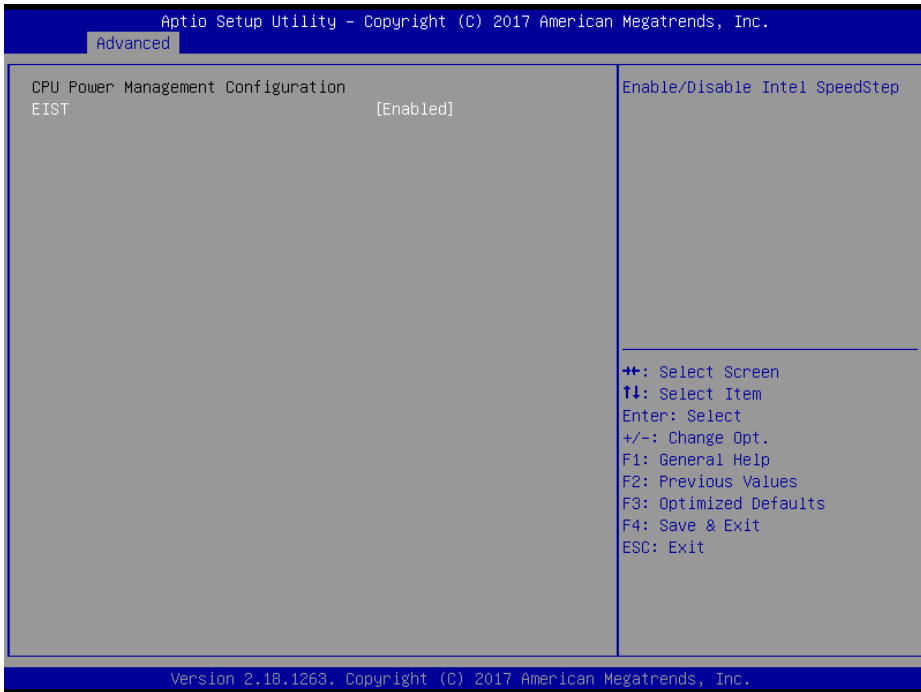 Aptio Setup Utility – Copyright (C) 2017 American Megatrends, Inc.
Advanced
CPU Power Management Configuration
EIST [Enabled]
Enable/Disable Intel SpeedStep
→←: Select Screen
↑↓: Select Item
Enter: Select
+/-: Change Opt.
F1: General Help
F2: Previous Values
F3: Optimized Defaults
F4: Save & Exit
ESC: Exit
Version 2.18.1263. Copyright (C) 2017 American Megatrends, Inc.